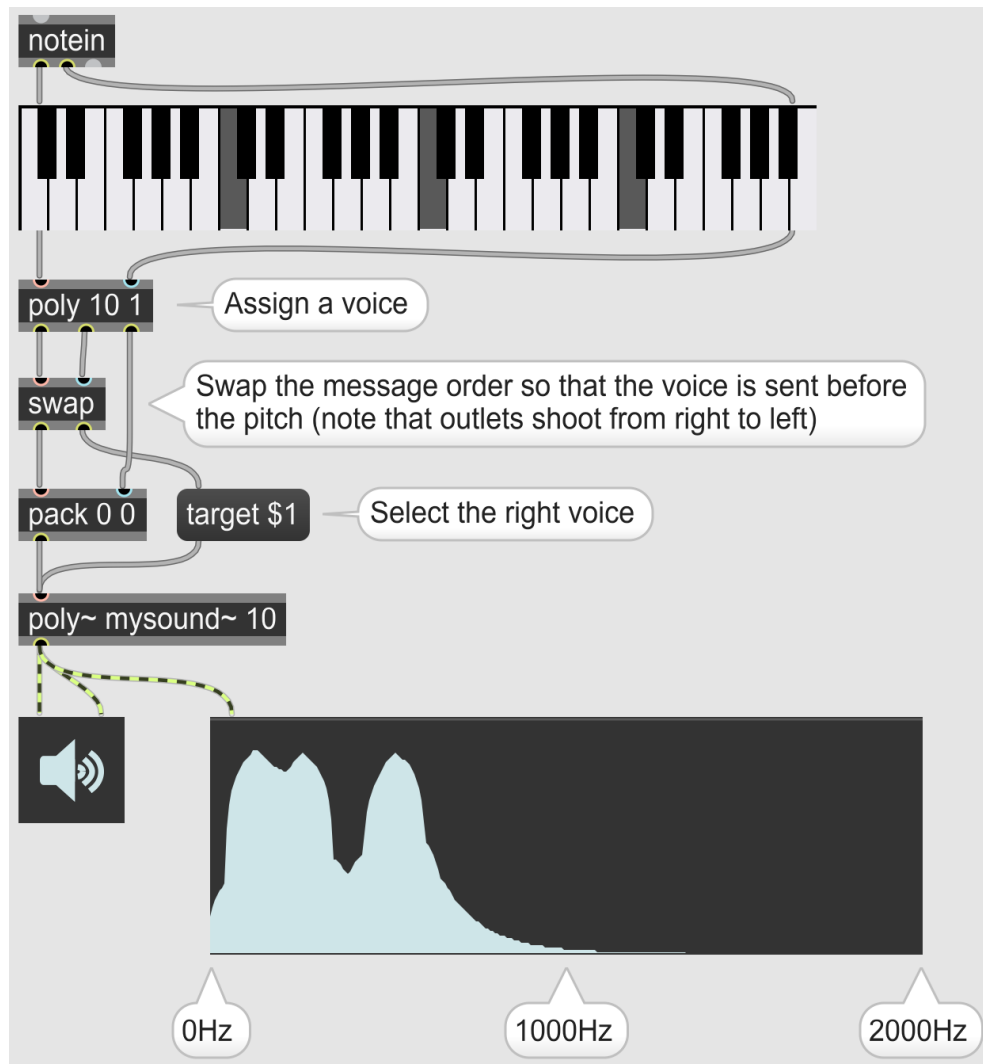 notein
poly 10 1
Assign a voice
swap
Swap the message order so that the voice is sent before
the pitch (note that outlets shoot from right to left)
pack 0 0
target $1
Select the right voice
poly~ mysound~ 10
0Hz
1000Hz
2000Hz